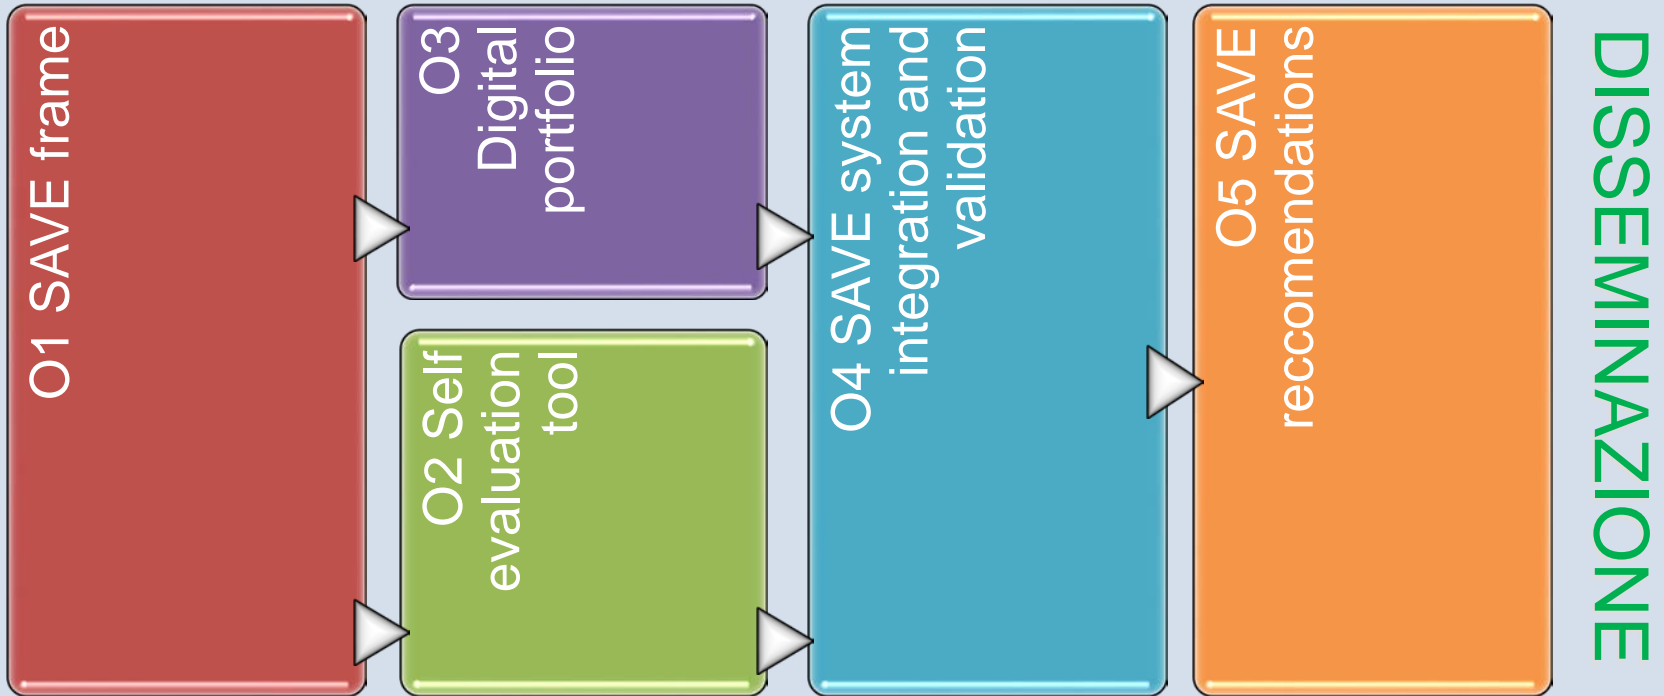 O1 SAVE frame
O3
Digital
portfolio
O2 Self
evaluation
tool
O4 SAVE system
integration and
validation
O5 SAVE
reccomendations
DISSEMINAZIONE